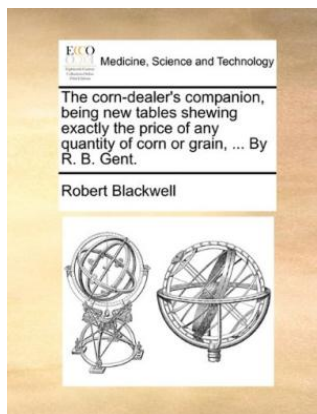 ECCO
Medicine, Science and Technology
The corn-dealer's companion,
being new tables shewing
exactly the price of any
quantity of corn or grain, ... By
R. B. Gent.
Robert Blackwell